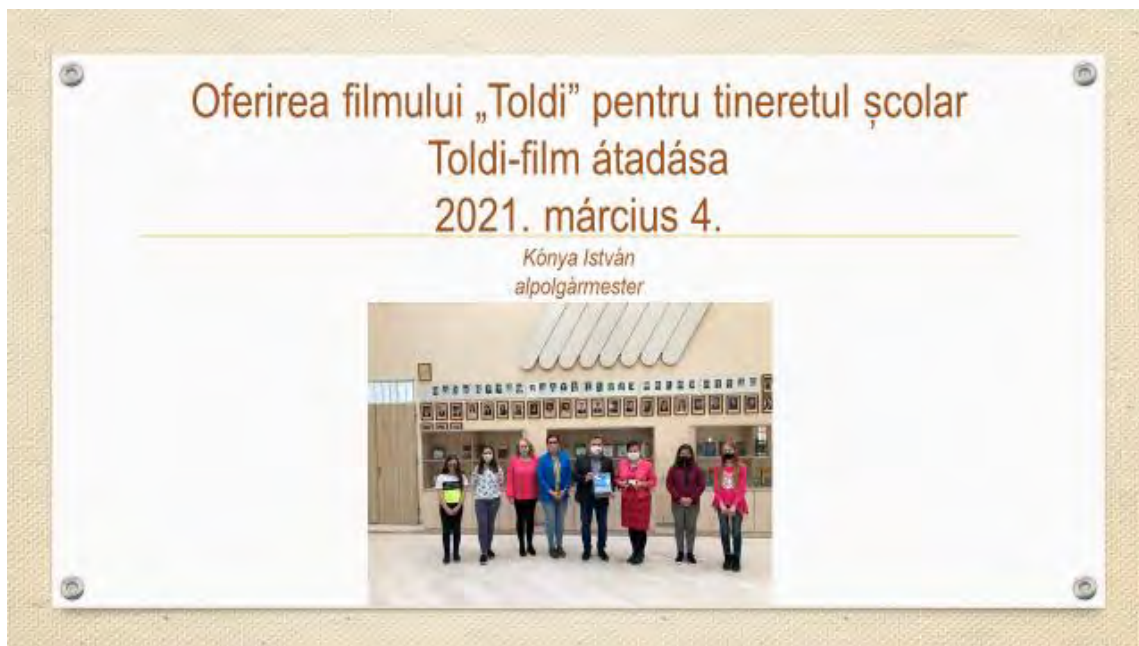 Oferirea filmului „Toldi” pentru tineretul școlar
Toldi-film átadása
2021. március 4.
Kónya István
alpolgármester